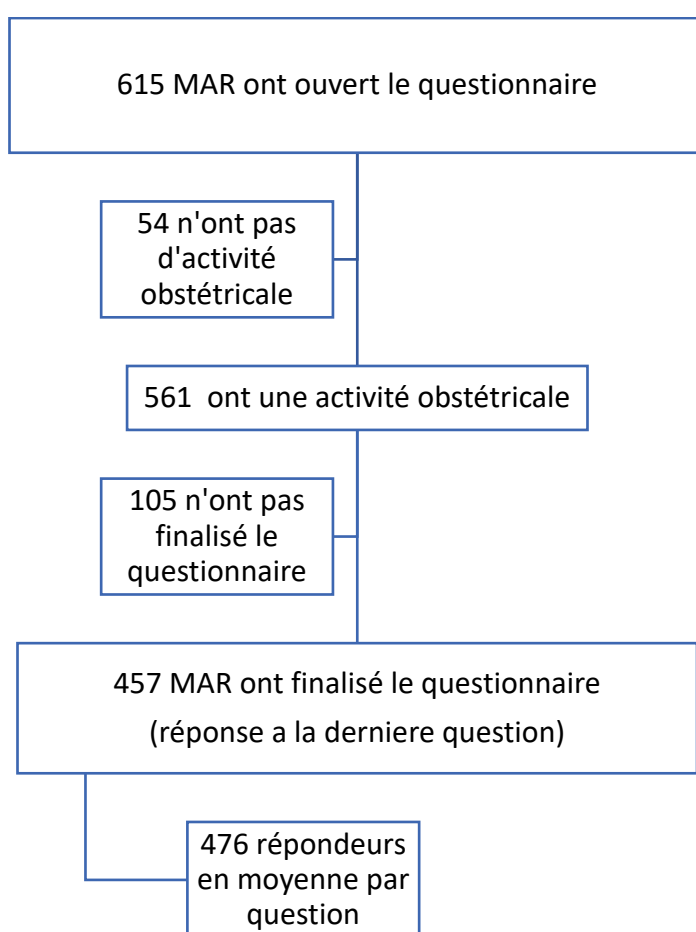 615 MAR ont ouvert le questionnaire
54 n'ont pas
d'activité
obstétricale
561 ont une activité obstétricale
105 n'ont pas
finalisé le
questionnaire
457 MAR ont finalisé le questionnaire
(réponse a la derniere question)
476 répondeurs
en moyenne par
question